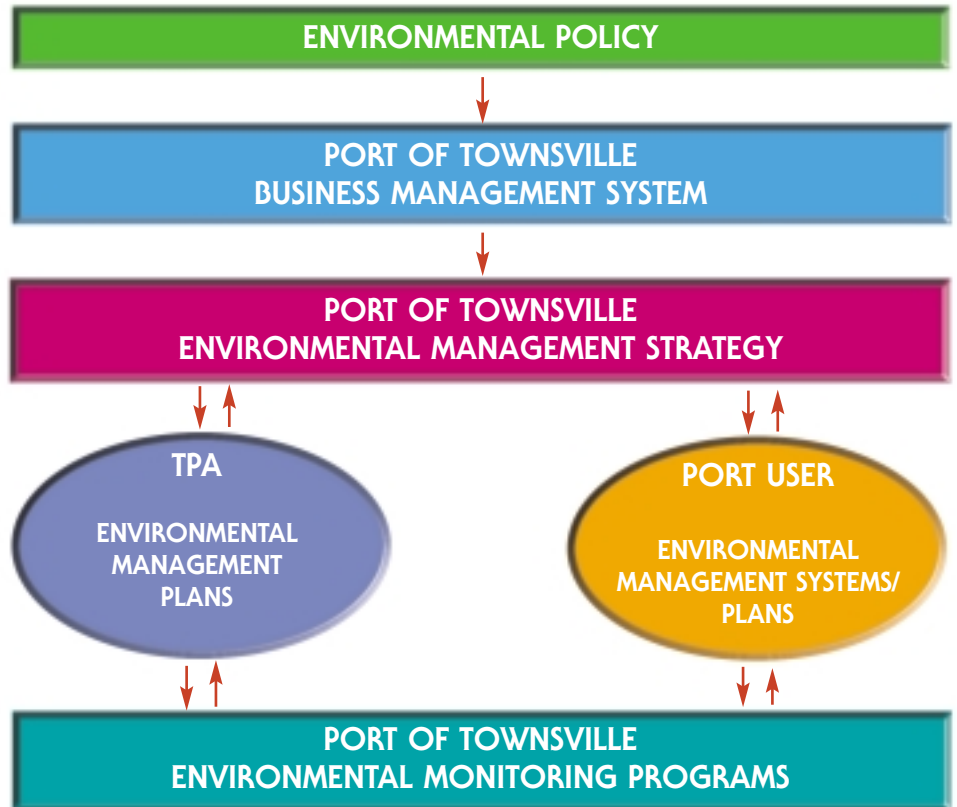 ENVIRONMENTAL POLICY
PORT OF TOWNSVILLE
BUSINESS MANAGEMENT SYSTEM
PORT OF TOWNSVILLE
ENVIRONMENTAL MANAGEMENT STRATEGY
TPA
ENVIRONMENTAL
MANAGEMENT
PLANS
PORT USER
ENVIRONMENTAL
MANAGEMENT SYSTEMS/
PLANS
PORT OF TOWNSVILLE
ENVIRONMENTAL MONITORING PROGRAMS